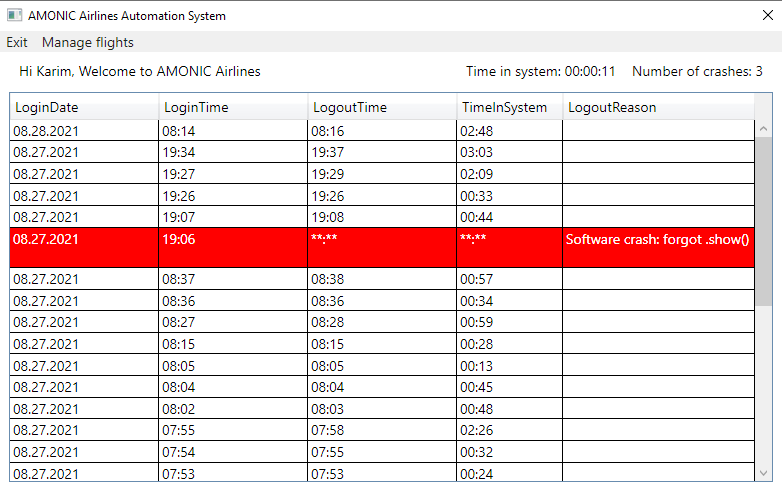 AMONIC Airlines Automation System
Exit Manage flights
Hi Karim, Welcome to AMONIC Airlines Time in system: 00:00:11 Number of crashes: 3
LoginDate LoginTime LogoutTime TimeInSystem LogoutReason
08.28.2021 08:14 08:16 02:48
08.27.2021 19:34 19:37 03:03
08.27.2021 19:27 19:29 02:09
08.27.2021 19:26 19:26 00:33
08.27.2021 19:07 19:08 00:44
08.27.2021 19:06 **:** **:** Software crash: forgot .show()
08.27.2021 08:37 08:38 00:57
08.27.2021 08:36 08:36 00:34
08.27.2021 08:27 08:28 00:59
08.27.2021 08:15 08:15 00:28
08.27.2021 08:05 08:05 00:13
08.27.2021 08:04 08:04 00:45
08.27.2021 08:02 08:03 00:48
08.27.2021 07:55 07:58 02:26
08.27.2021 07:54 07:55 00:32
08.27.2021 07:53 07:53 00:24